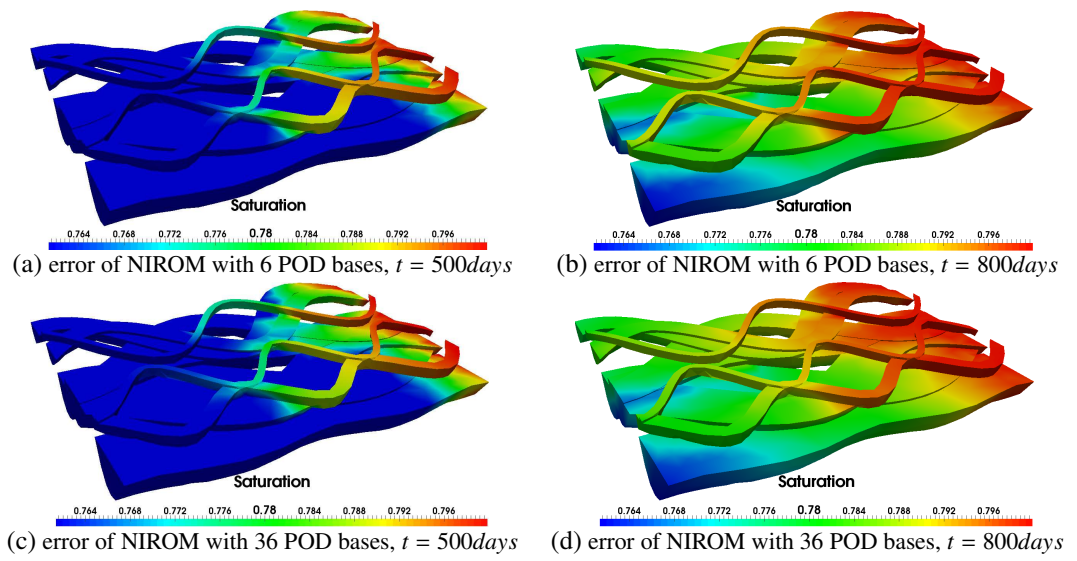 Saturation
0.764 0.768 0.772 0.776 0.78 0.784 0.788 0.792 0.796
(a) error of NIROM with 6 POD bases, t = 500days
Saturation
0.764 0.768 0.772 0.776 0.78 0.784 0.788 0.792 0.796
(b) error of NIROM with 6 POD bases, t = 800days
Saturation
0.764 0.768 0.772 0.776 0.78 0.784 0.788 0.792 0.796
(c) error of NIROM with 36 POD bases, t = 500days
Saturation
0.764 0.768 0.772 0.776 0.78 0.784 0.788 0.792 0.796
(d) error of NIROM with 36 POD bases, t = 800days